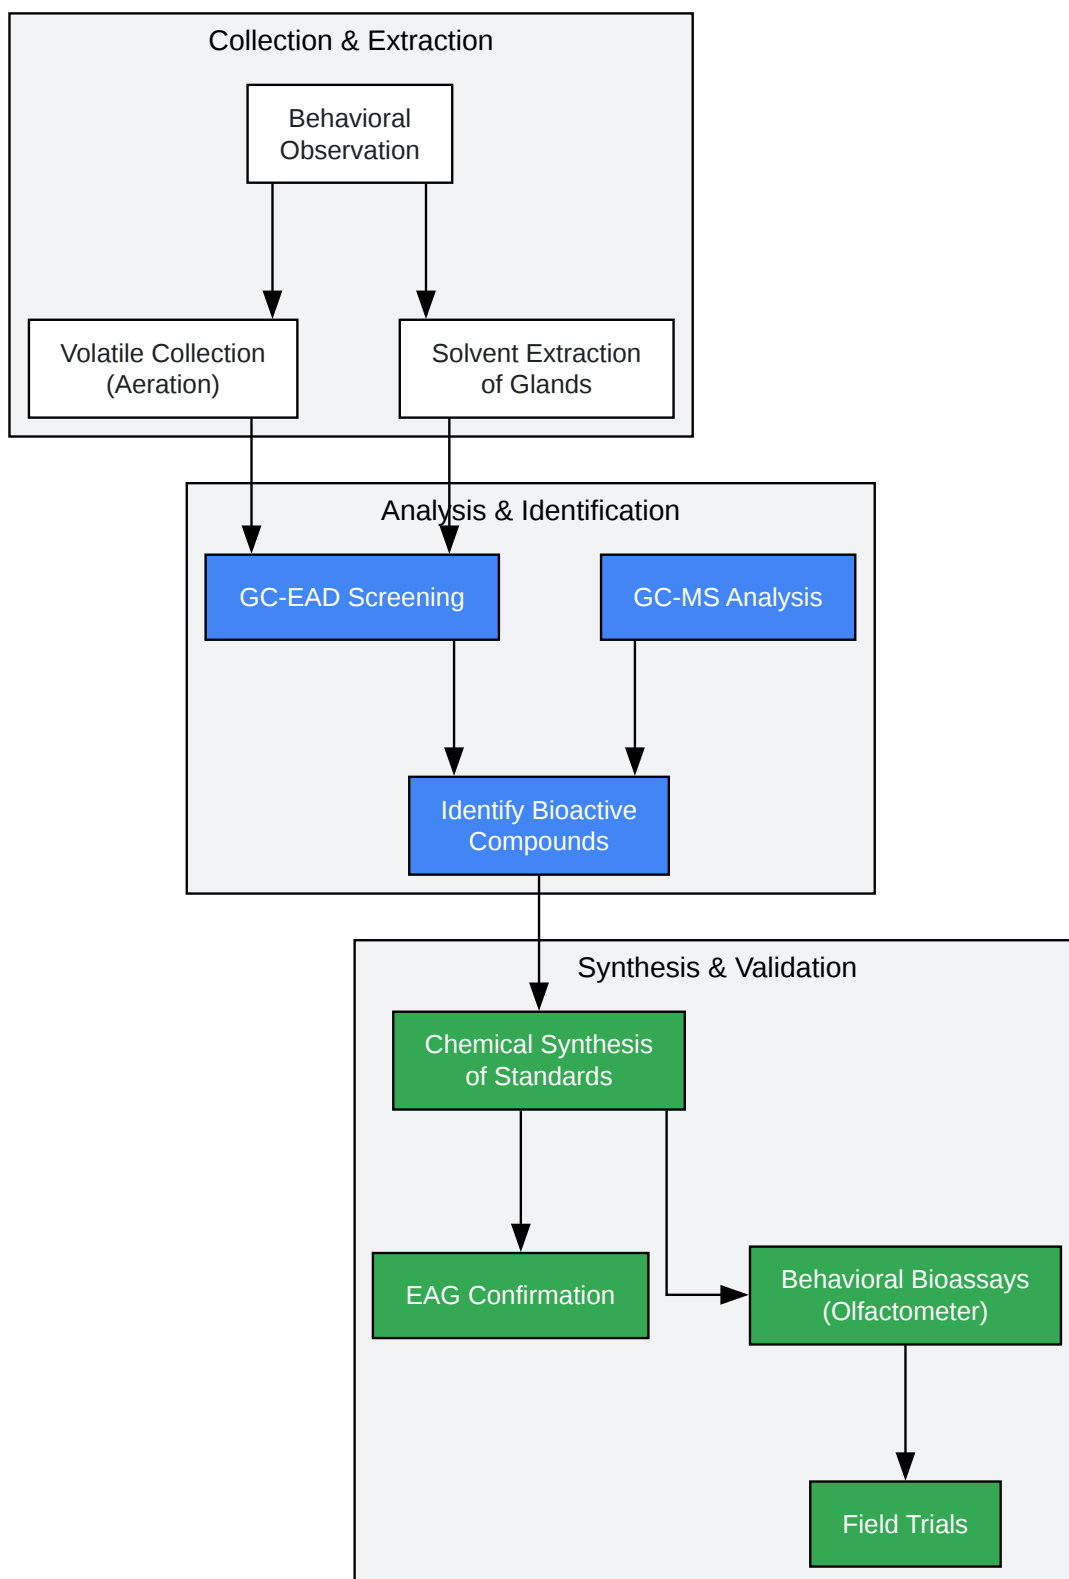 Collection & Extraction
Behavioral
Observation
Volatile Collection
(Aeration)
Solvent Extraction
of Glands
Analysis & Identification
GC-EAD Screening
GC-MS Analysis
Identify Bioactive
Compounds
Synthesis & Validation
Chemical Synthesis
of Standards
EAG Confirmation
Behavioral Bioassays
(Olfactometer)
Field Trials